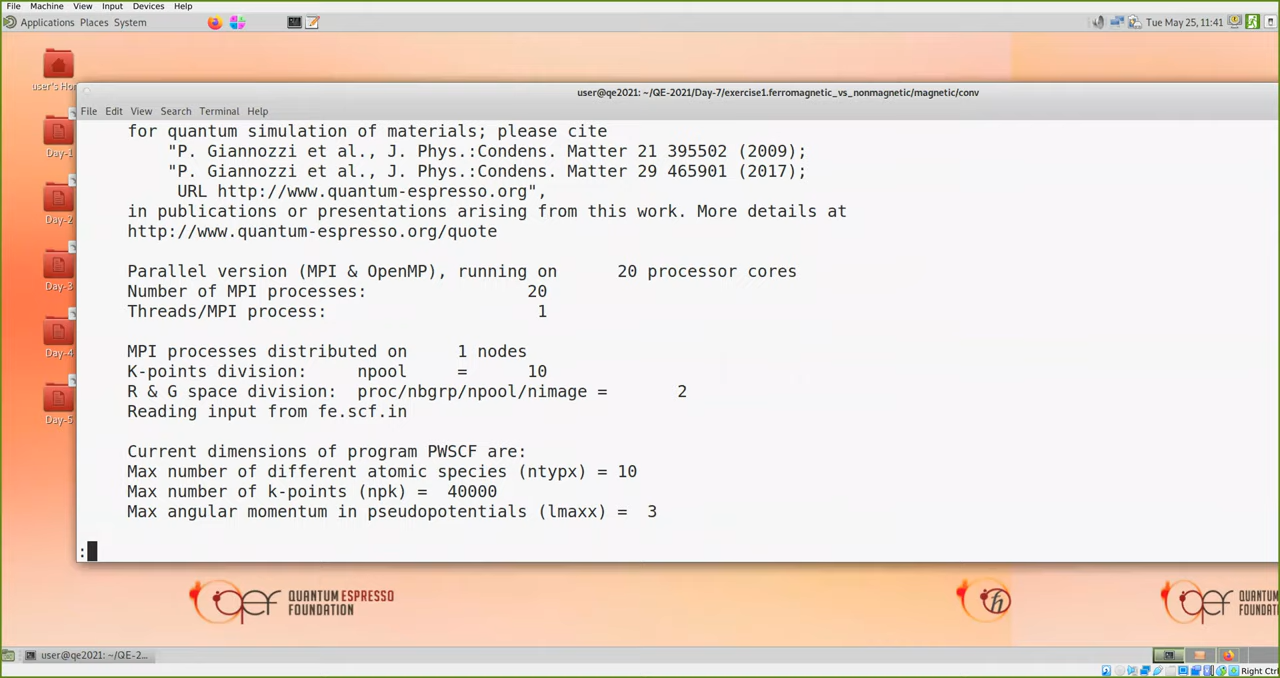 File Machine View Input Devices Help
Applications Places System
Tue May 25, 11:41
user's Ho
user@qe2021: ~/QE-2021/Day-7/exercise1.ferromagnetic_vs_nonmagnetic/magnetic/conv
File Edit View Search Terminal Help
for quantum simulation of materials; please cite
"P. Giannozzi et al., J. Phys.:Condens. Matter 21 395502 (2009);
"P. Giannozzi et al., J. Phys.:Condens. Matter 29 465901 (2017);
URL http://www.quantum-espresso.org",
in publications or presentations arising from this work. More details at
http://www.quantum-espresso.org/quote
Parallel version (MPI & OpenMP), running on 20 processor cores
Number of MPI processes: 20
Threads/MPI process: 1
MPI processes distributed on 1 nodes
K-points division: npool = 10
R & G space division: proc/nbgrp/npool/nimage = 2
Reading input from fe.scf.in
Current dimensions of program PWSCF are:
Max number of different atomic species (ntypx) = 10
Max number of k-points (npk) = 40000
Max angular momentum in pseudopotentials (lmaxx) = 3
:
Day-1
Day-2
Day-3
Day-4
Day-5
QEF QUANTUM ESPRESSO
FOUNDATION
ħ
QEF QUANTUM
FOUNDAT
user@qe2021: ~/QE-2...
Right Ctrl